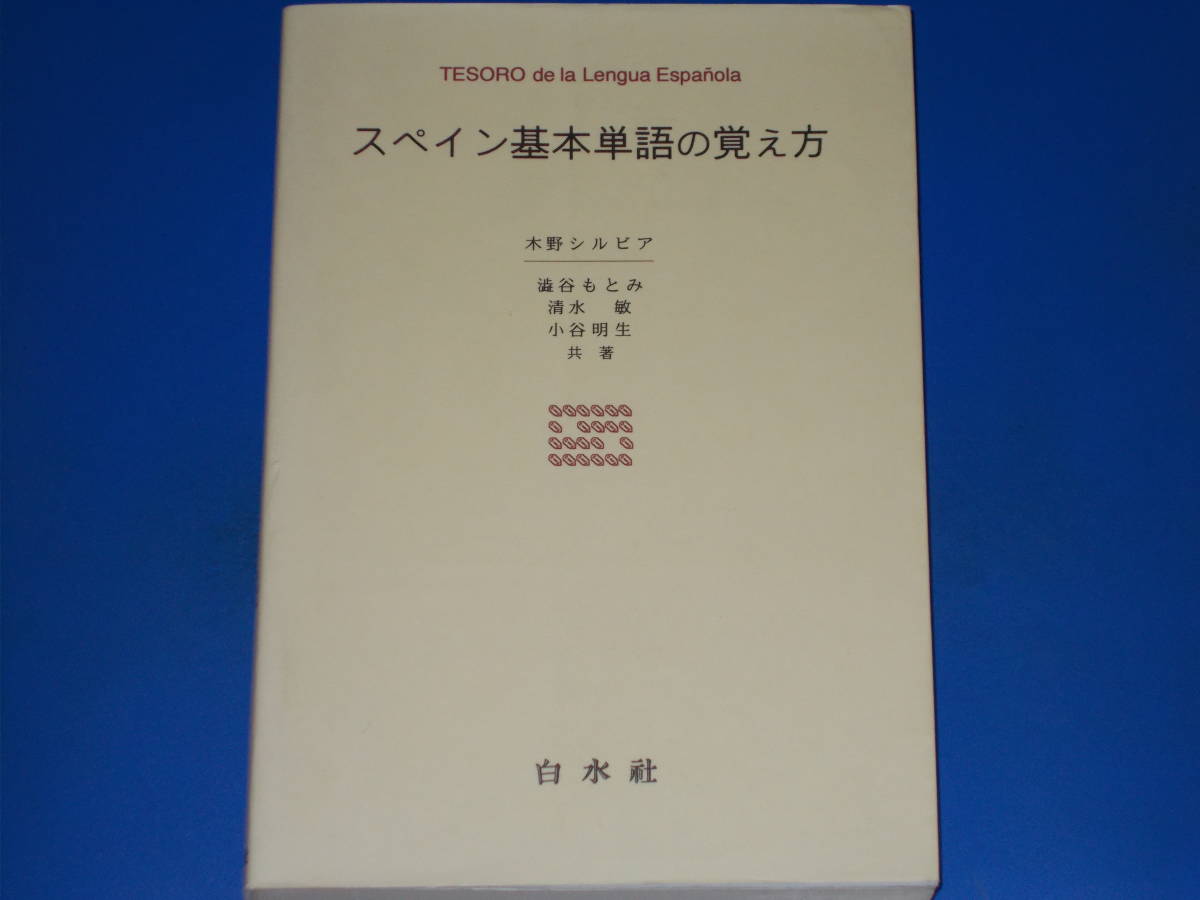 TESORO de la Lengua Española
スペイン基本単語の覚え方
木野シルビア
澁谷もとみ
清水　敏
小谷明生
共著
白水社